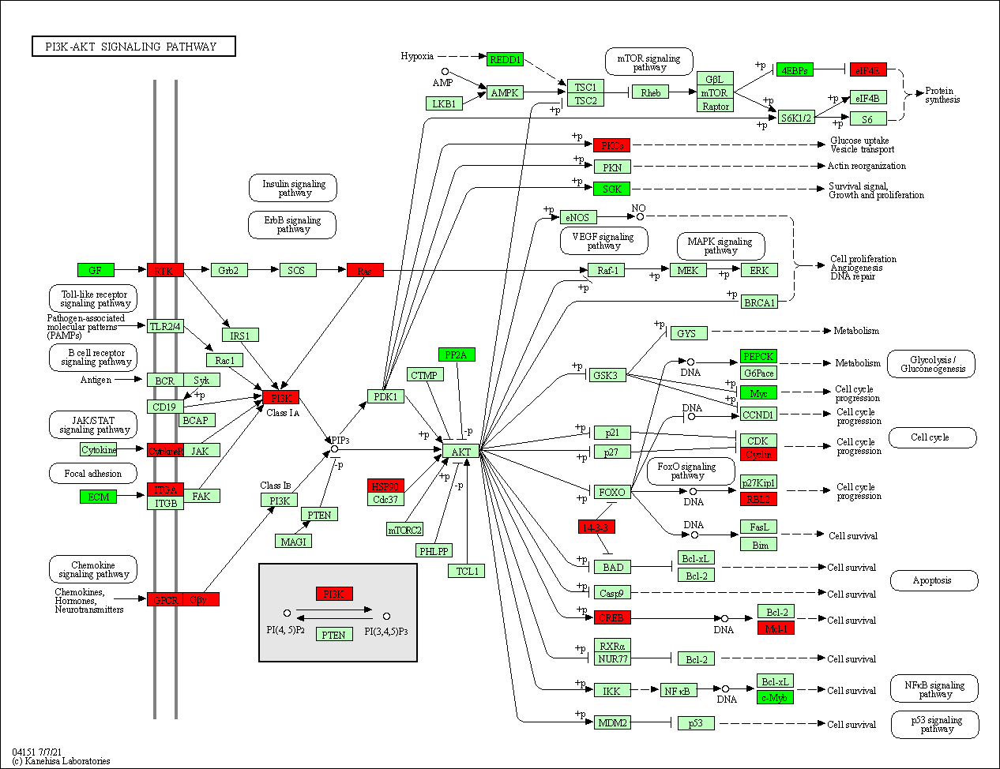 PI3K-AKT SIGNALING PATHWAY
Hypoxia
REDD1
mTOR signaling
pathway
+p
4EBPs
eIF4E
AMP
AMPK
TSC1
TSC2
Rheb
GβL
mTOR
Raptor
LKB1
+p
+p
eIF4B
Protein
synthesis
+p
S6K1/2
+p
+p
S6
+p
PKCs
Glucose uptake
Vesicle transport
+p
PKN
Actin reorganization
+p
SGK
Survival signal,
Growth and proliferation
Insulin signaling
pathway
ErbB signaling
pathway
+p
eNOS
NO
VEGF signaling
pathway
MAPK signaling
pathway
GF
RTK
Grb2
SOS
Ras
Raf-1
+p
MEK
+p
ERK
+p
Cell proliferation
Angiogenesis
DNA repair
+p
BRCA1
Toll-like receptor
signaling pathway
Pathogen-associated
molecular patterns
(PAMPs)
TLR2/4
IRS1
Rac1
+p
GYS
Metabolism
B cell receptor
signaling pathway
Antigen
BCR
Syk
+p
CD19
BCAP
PI3K
Class IA
PDK1
CTMP
PP2A
GSK3
DNA
PEPCK
G6Pace
Metabolism
Glycolysis /
Gluconeogenesis
+p
Myc
Cell cycle
progression
+p
DNA
CCND1
Cell cycle
progression
JAK/STAT
signaling pathway
Cytokine
CytokineR
JAK
PIP3
+p
-p
AKT
+p
p21
+p
p27
CDK
Cyclin
Cell cycle
progression
Cell cycle
Focal adhesion
ECM
ITGA
ITGB
FAK
-p
Class IB
PI3K
PTEN
MAGI
HSP90
Cdc37
+p
-p
mTORC2
PHLPP
TCL1
FoxO signaling
pathway
+p
FOXO
DNA
p27Kip1
RBL2
Cell cycle
progression
14-3-3
DNA
FasL
Bim
Cell survival
Chemokine
signaling pathway
Chemokines,
Hormones,
Neurotransmitters
GPCR
Gβγ
PI3K
PI(4, 5)P2
PI(3,4,5)P3
PTEN
+p
BAD
Bcl-xL
Bcl-2
Cell survival
Apoptosis
+p
Casp9
Cell survival
+p
CREB
DNA
Bcl-2
Mcl-1
Cell survival
+p
RXRα
NUR77
Bcl-2
Cell survival
+p
IKK
NFκB
DNA
Bcl-xL
c-Myb
Cell survival
NFκB signaling
pathway
+p
MDM2
p53
Cell survival
p53 signaling
pathway
04151 7/7/21
(c) Kanehisa Laboratories